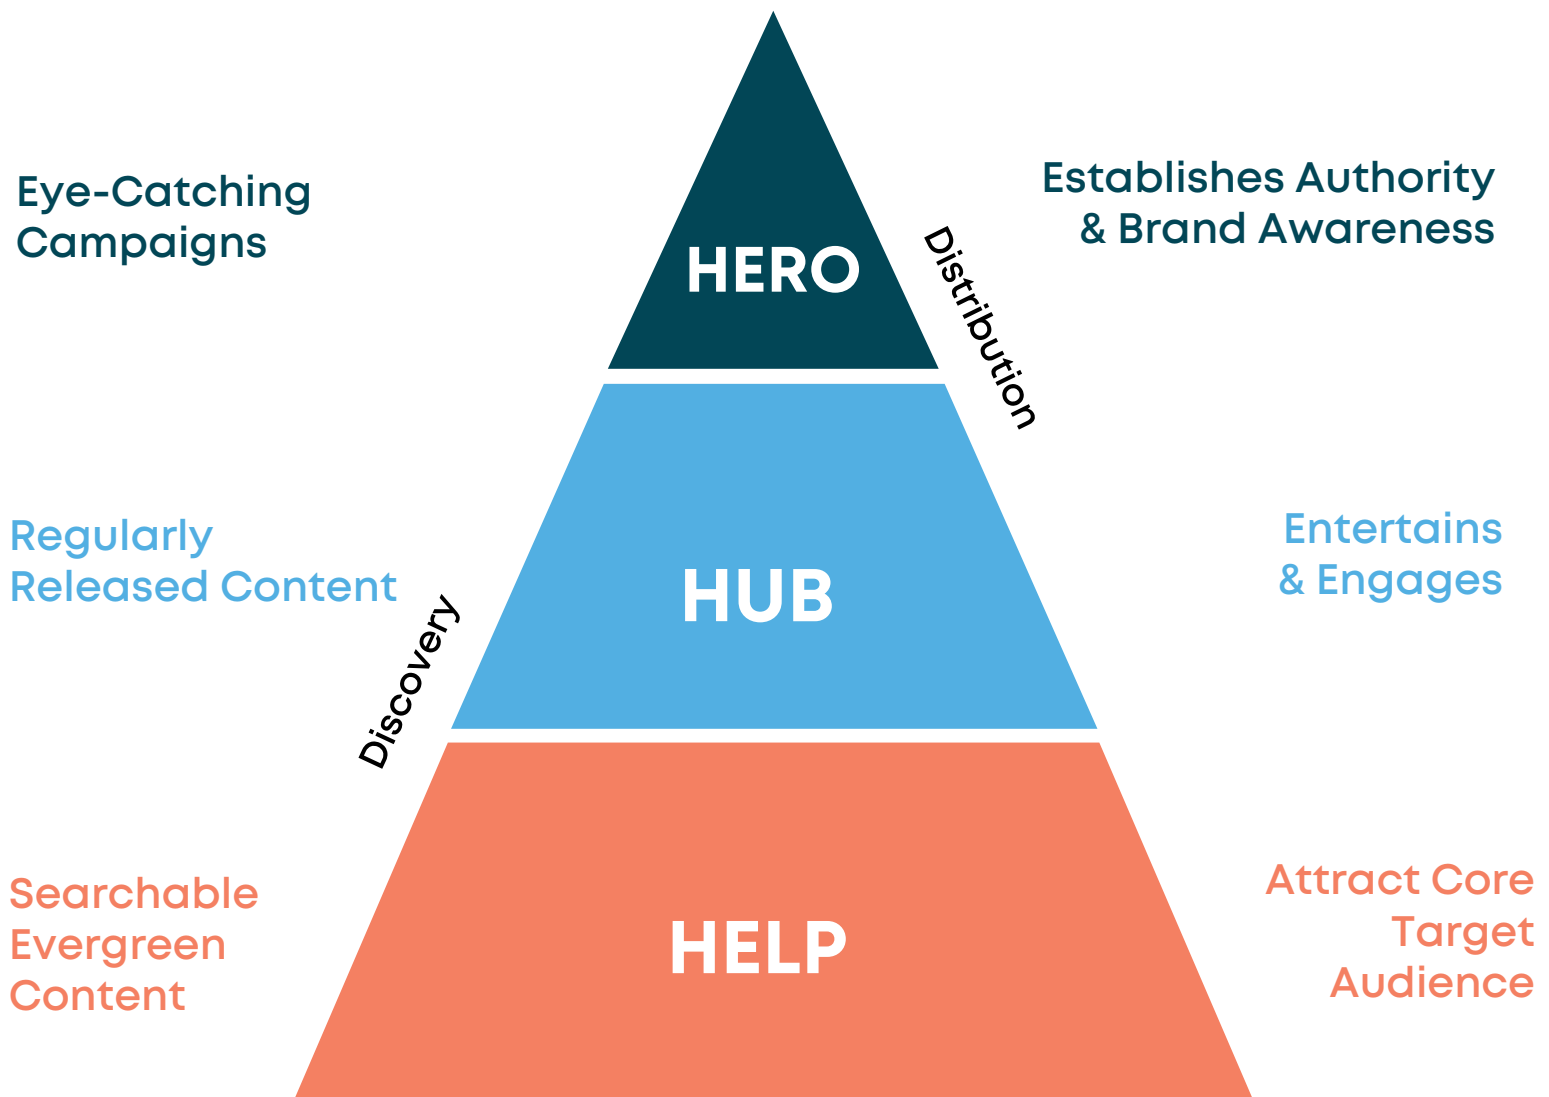 Eye-Catching
Campaigns
HERO
Distribution
Establishes Authority
& Brand Awareness
Regularly
Released Content
Discovery
HUB
Entertains
& Engages
Searchable
Evergreen
Content
HELP
Attract Core
Target
Audience